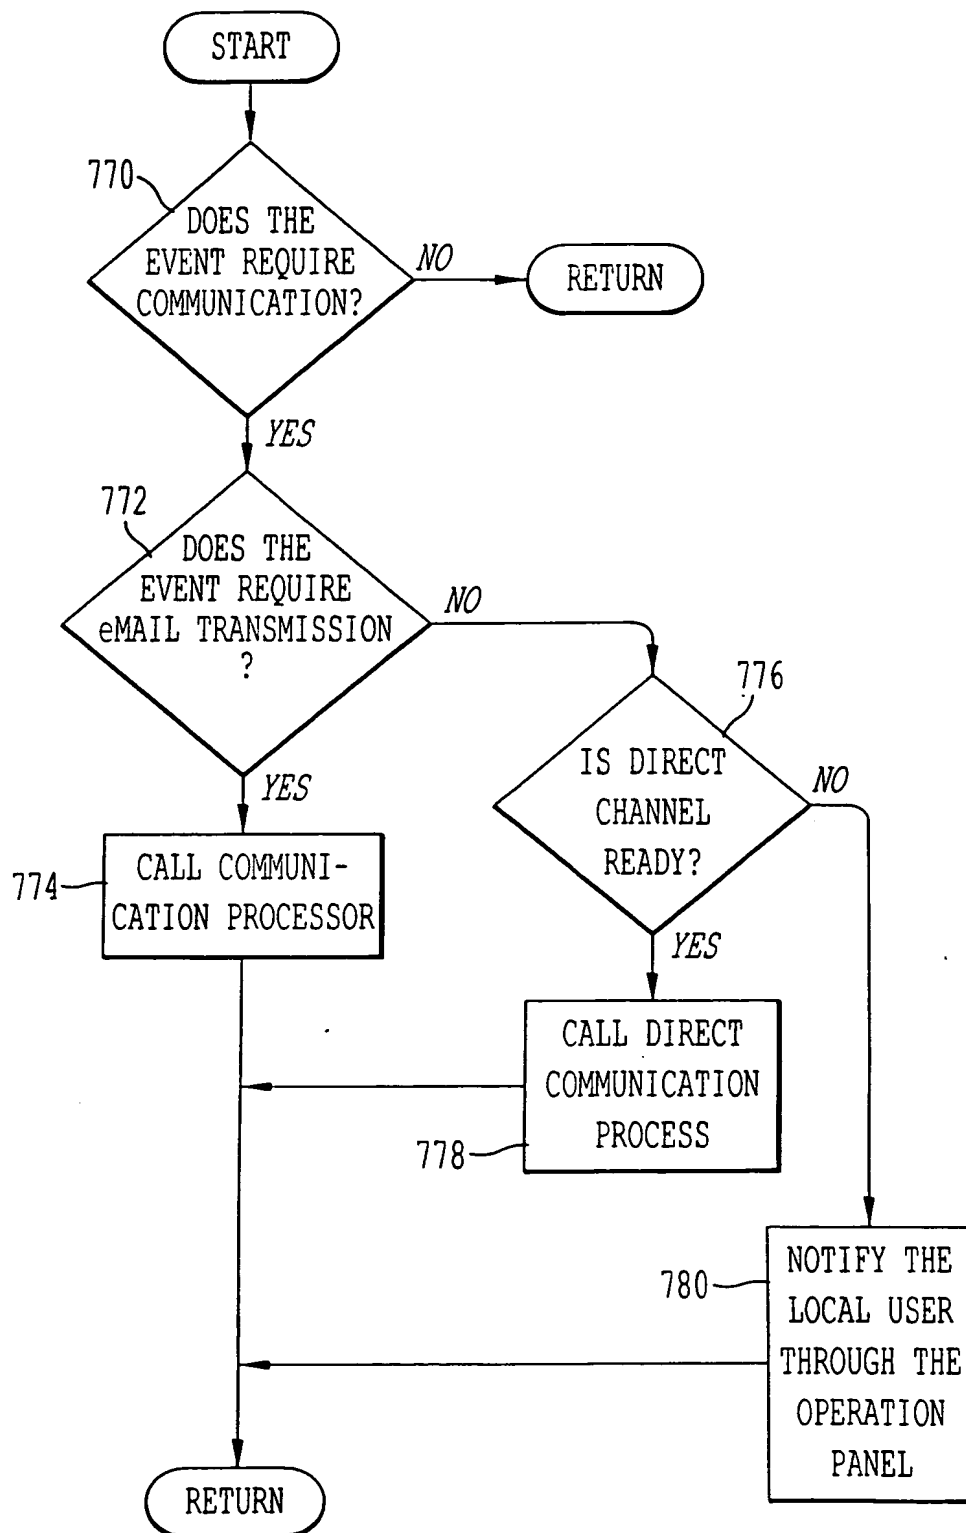 START
770
DOES THE
EVENT REQUIRE
COMMUNICATION?
NO
RETURN
YES
772
DOES THE
EVENT REQUIRE
eMAIL TRANSMISSION
?
NO
YES
776
IS DIRECT
CHANNEL
READY?
NO
YES
774
CALL COMMUNI-
CATION PROCESSOR
CALL DIRECT
COMMUNICATION
PROCESS
778
780
NOTIFY THE
LOCAL USER
THROUGH THE
OPERATION
PANEL
RETURN